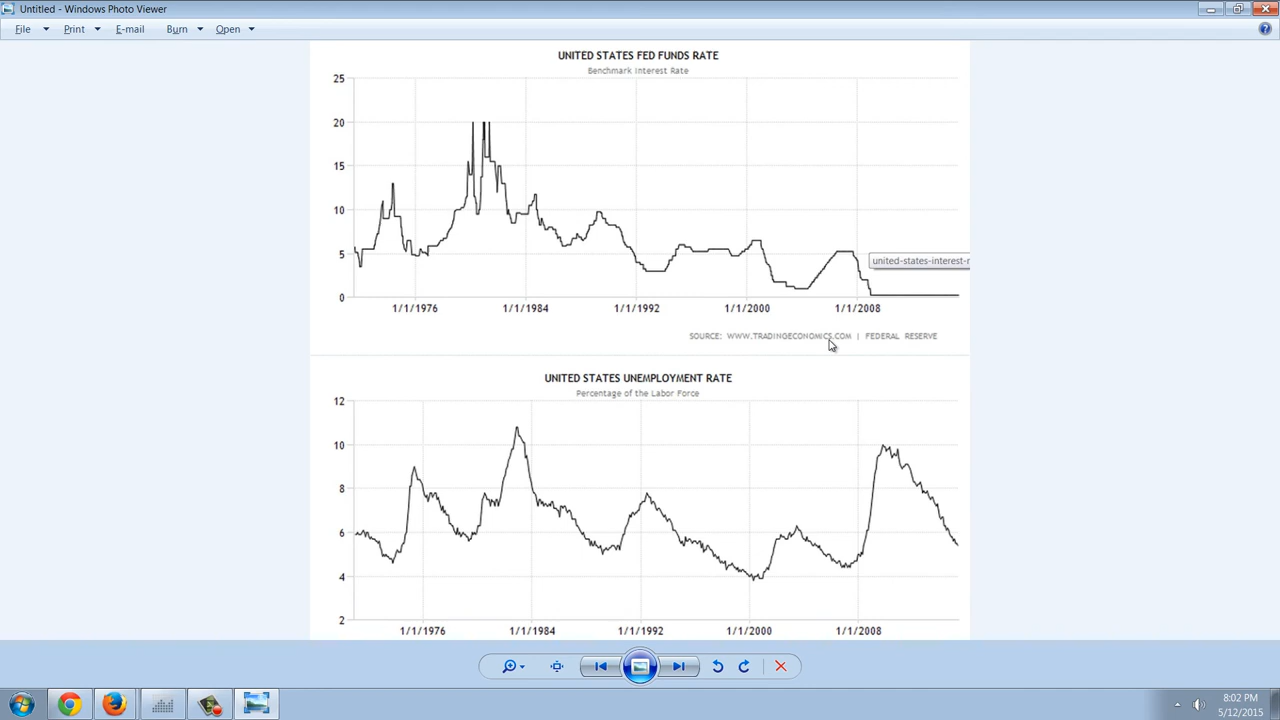 Untitled - Windows Photo Viewer
File Print E-mail Burn Open
UNITED STATES FED FUNDS RATE
Benchmark Interest Rate
25
20
15
10
5
0
1/1/1976 1/1/1984 1/1/1992 1/1/2000 1/1/2008
united-states-interest-r
SOURCE: WWW.TRADINGECONOMICS.COM | FEDERAL RESERVE
UNITED STATES UNEMPLOYMENT RATE
Percentage of the Labor Force
12
10
8
6
4
2
1/1/1976 1/1/1984 1/1/1992 1/1/2000 1/1/2008
8:02 PM
5/12/2015